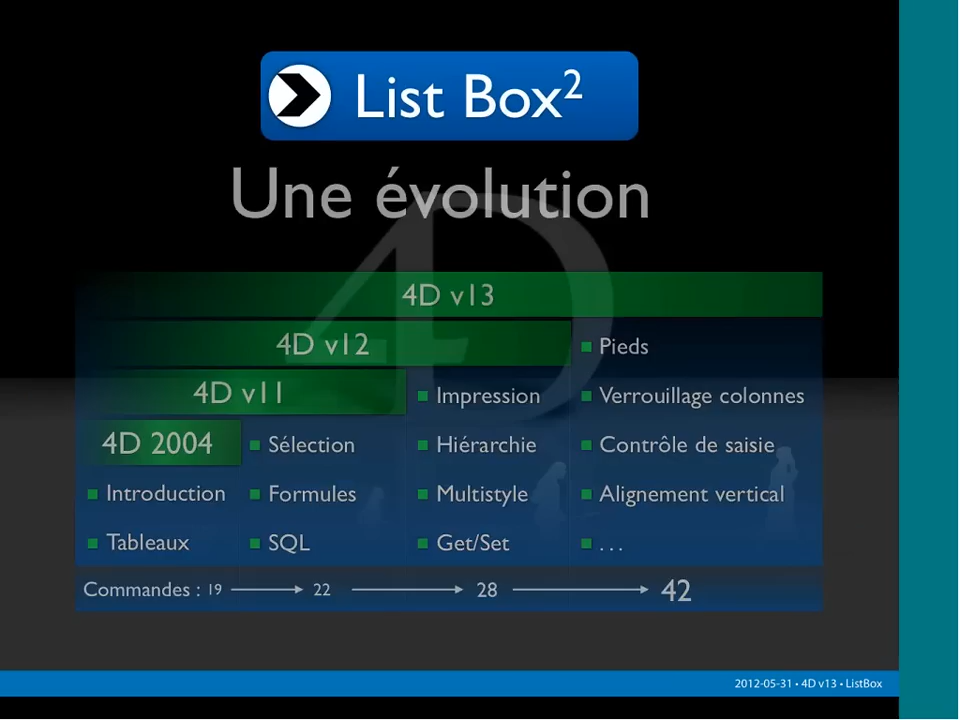 List Box²
Une évolution
4D v13
4D v12
Pieds
4D v11
Impression
Verrouillage colonnes
4D 2004
Sélection
Hiérarchie
Contrôle de saisie
Introduction
Formules
Multistyle
Alignement vertical
Tableaux
SQL
Get/Set
...
Commandes : 19 22 28 42
2012-05-31 • 4D v13 • ListBox